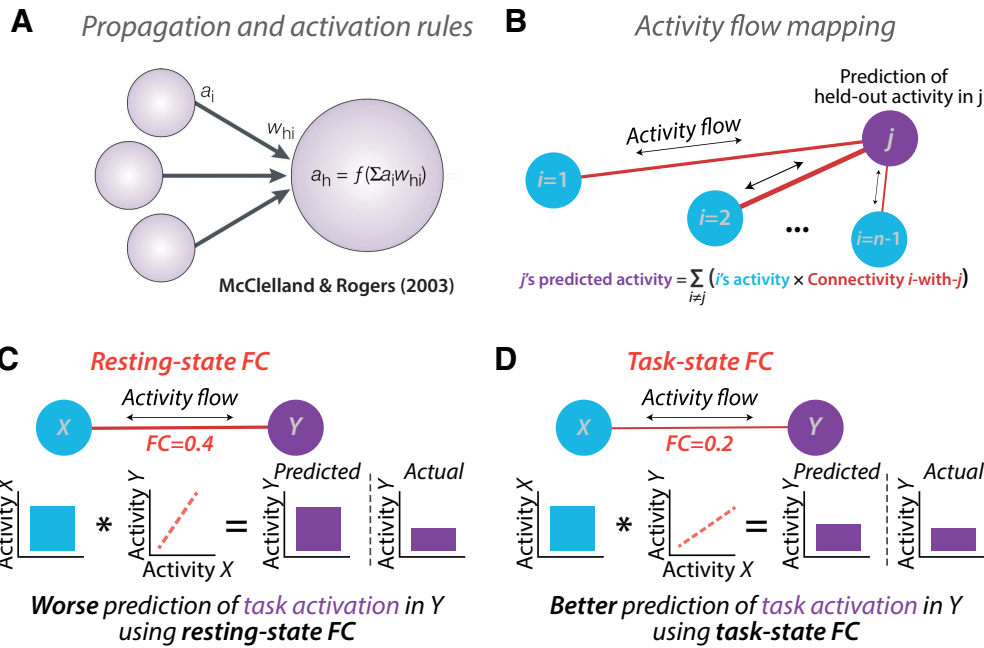 A
Propagation and activation rules
aᵢ
wₕᵢ
aₕ = f(Σaᵢwₕᵢ)
McClelland & Rogers (2003)
B
Activity flow mapping
Prediction of
held-out activity in j
Activity flow
j
i=1
i=2
...
i=n-1
j's predicted activity = Σ (i's activity × Connectivity i-with-j)
i≠j
C
Resting-state FC
Activity flow
X
Y
FC=0.4
Predicted
Actual
Activity X
*
Activity Y
Activity X
=
Activity Y
Activity Y
Worse prediction of task activation in Y
using resting-state FC
D
Task-state FC
Activity flow
X
Y
FC=0.2
Predicted
Actual
Activity X
*
Activity Y
Activity X
=
Activity Y
Activity Y
Better prediction of task activation in Y
using task-state FC